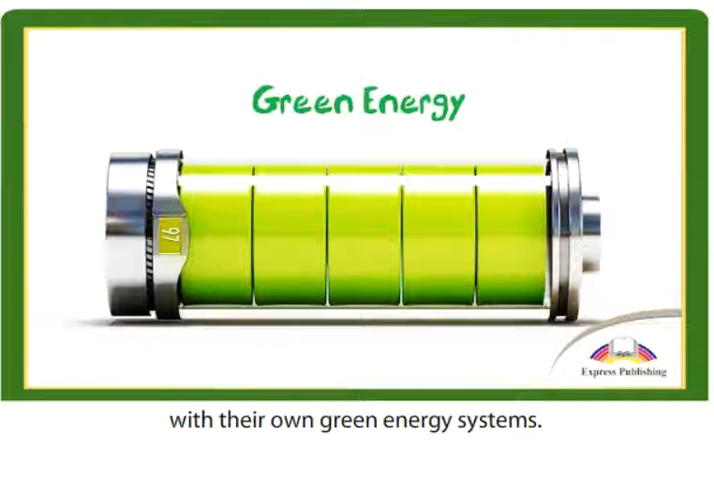 Green Energy
97
Express Publishing
with their own green energy systems.